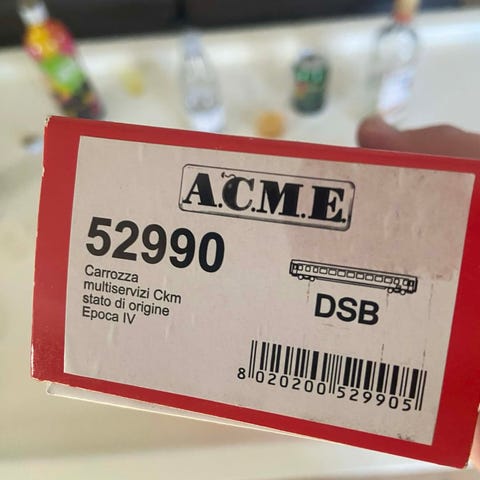 A.C.M.E.
52990
Carrozza
multiservizi Ckm
stato di origine
Epoca IV
DSB
8 020200 529905